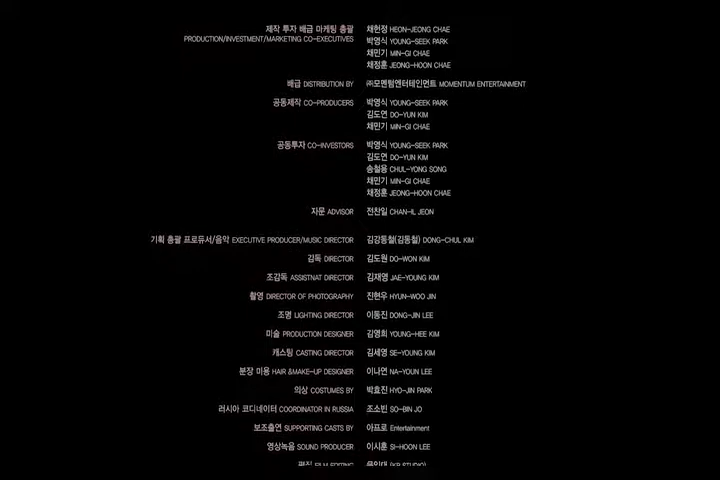 제작 투자 배급 마케팅 총괄 채헌정 HEON-JEONG CHAE
PRODUCTION/INVESTMENT/MARKETING CO-EXECUTIVES 박영식 YOUNG-SEEK PARK
채민기 MIN-GI CHAE
채정훈 JEONG-HOON CHAE
배급 DISTRIBUTION BY ㈜모멘텀엔터테인먼트 MOMENTUM ENTERTAINMENT
공동제작 CO-PRODUCERS 박영식 YOUNG-SEEK PARK
김도연 DO-YUN KIM
채민기 MIN-GI CHAE
공동투자 CO-INVESTORS 박영식 YOUNG-SEEK PARK
김도연 DO-YUN KIM
송철용 CHUL-YONG SONG
채민기 MIN-GI CHAE
채정훈 JEONG-HOON CHAE
자문 ADVISOR 전찬일 CHAN-IL JEON
기획 총괄 프로듀서/음악 EXECUTIVE PRODUCER/MUSIC DIRECTOR 김강동철(김동철) DONG-CHUL KIM
김독 DIRECTOR 김도원 DO-WON KIM
조감독 ASSISTNAT DIRECTOR 김재영 JAE-YOUNG KIM
촬영 DIRECTOR OF PHOTOGRAPHY 진현우 HYUN-WOO JIN
조명 LIGHTING DIRECTOR 이동진 DONG-JIN LEE
미술 PRODUCTION DESIGNER 김영희 YOUNG-HEE KIM
캐스팅 CASTING DIRECTOR 김세영 SE-YOUNG KIM
분장 미용 HAIR &MAKE-UP DESIGNER 이나연 NA-YOUN LEE
의상 COSTUMES BY 박효진 HYO-JIN PARK
러시아 코디네이터 COORDINATOR IN RUSSIA 조소빈 SO-BIN JO
보조출연 SUPPORTING CASTS BY 아프로 Entertainment
영상녹음 SOUND PRODUCER 이시훈 SI-HOON LEE
편집 FILM EDITING